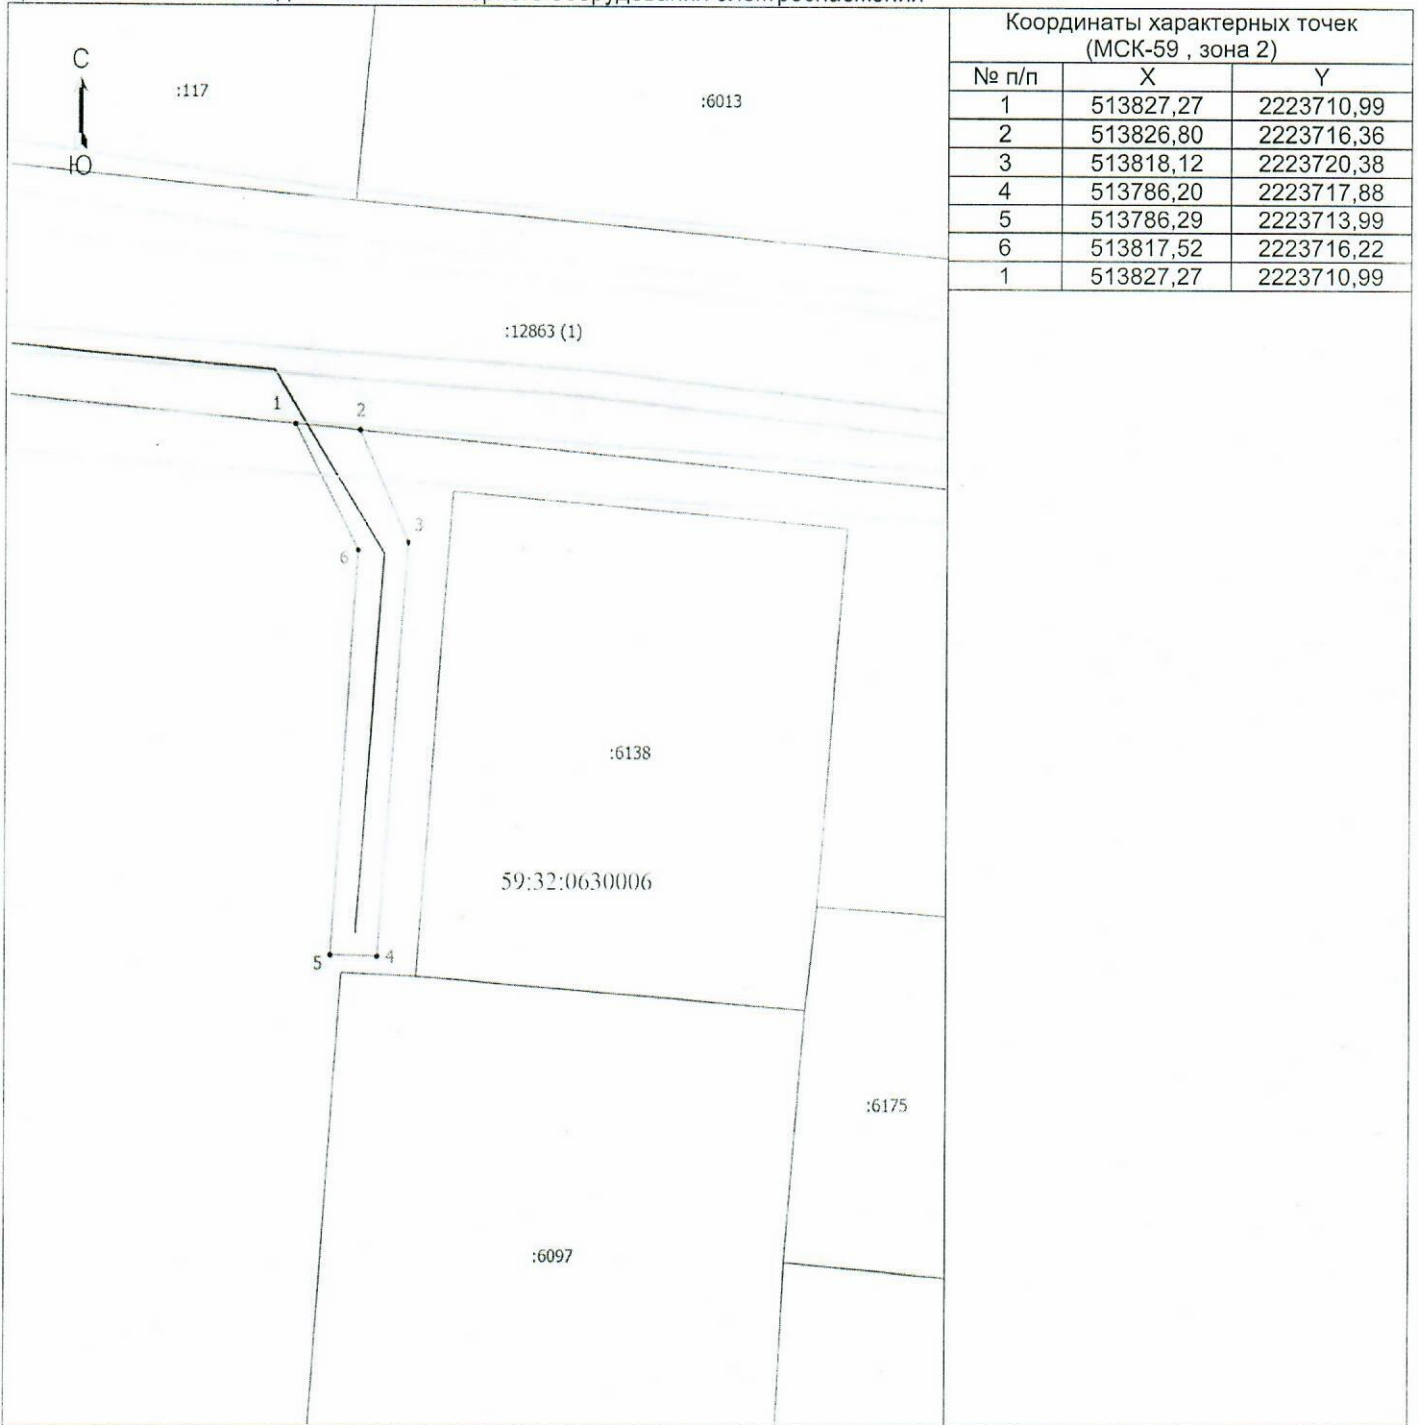 Координаты характерных точек
(МСК-59 , зона 2)
№ п/п X Y
1 513827,27 2223710,99
2 513826,80 2223716,36
3 513818,12 2223720,38
4 513786,20 2223717,88
5 513786,29 2223713,99
6 513817,52 2223716,22
1 513827,27 2223710,99
С
Ю
:117
:6013
:12863 (1)
1
2
3
6
:6138
59:32:0630006
5
4
:6175
:6097